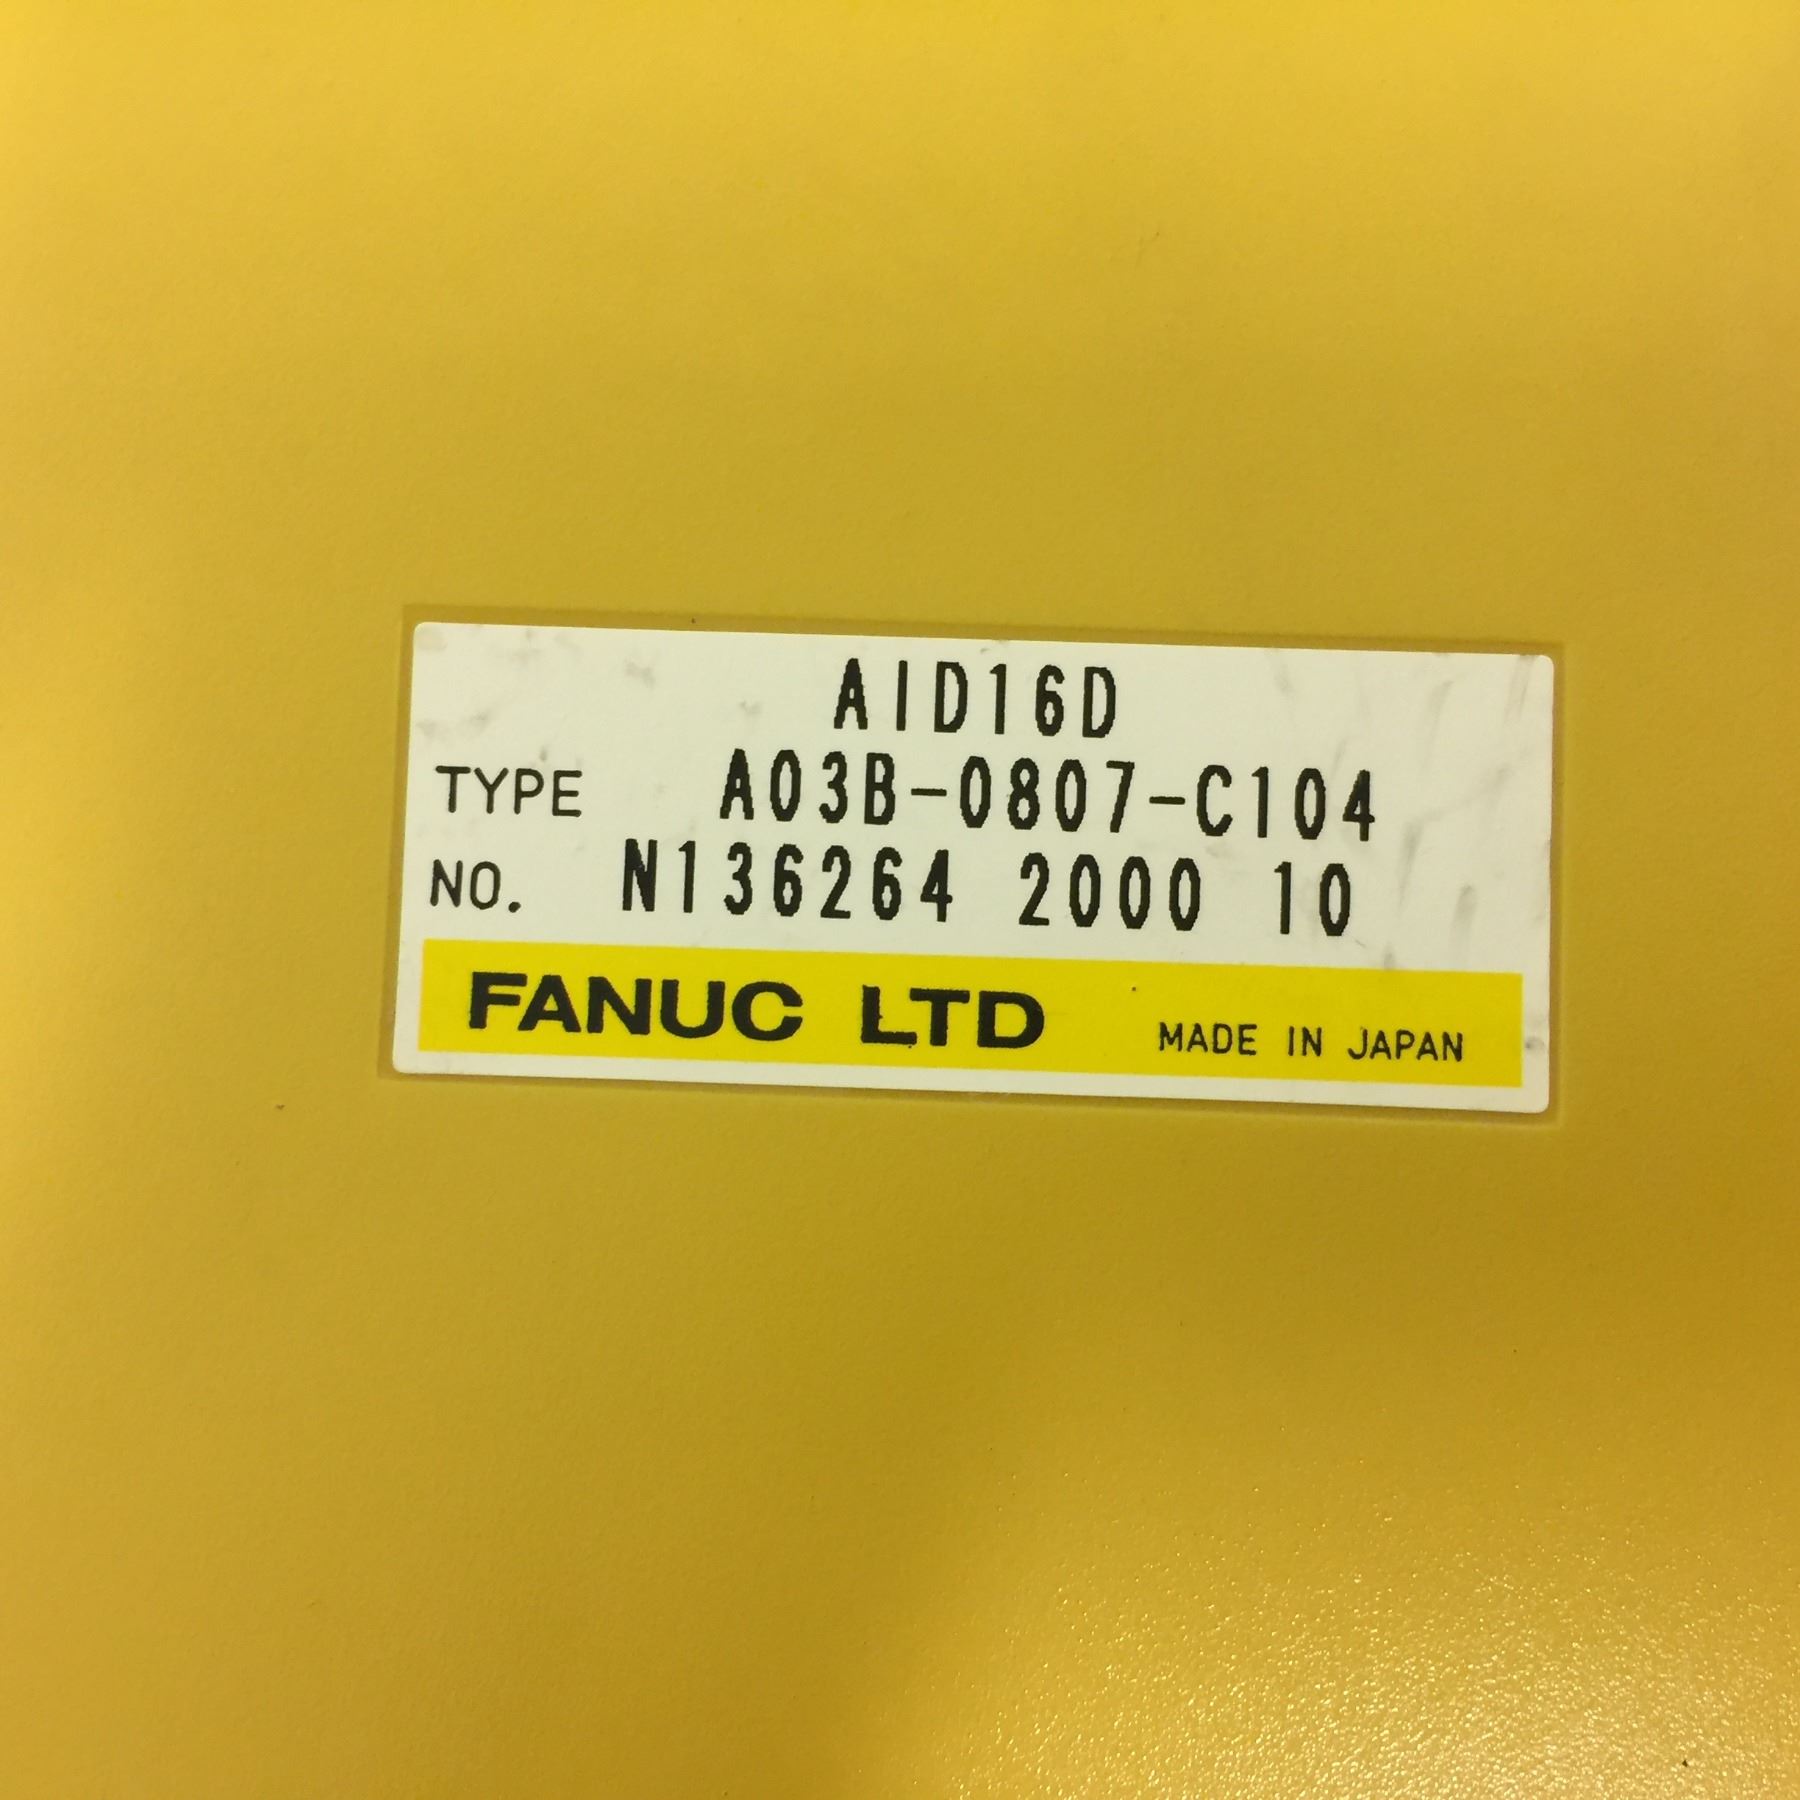 AID16D
TYPE A03B-0807-C104
NO. N136264 2000 10
FANUC LTD MADE IN JAPAN